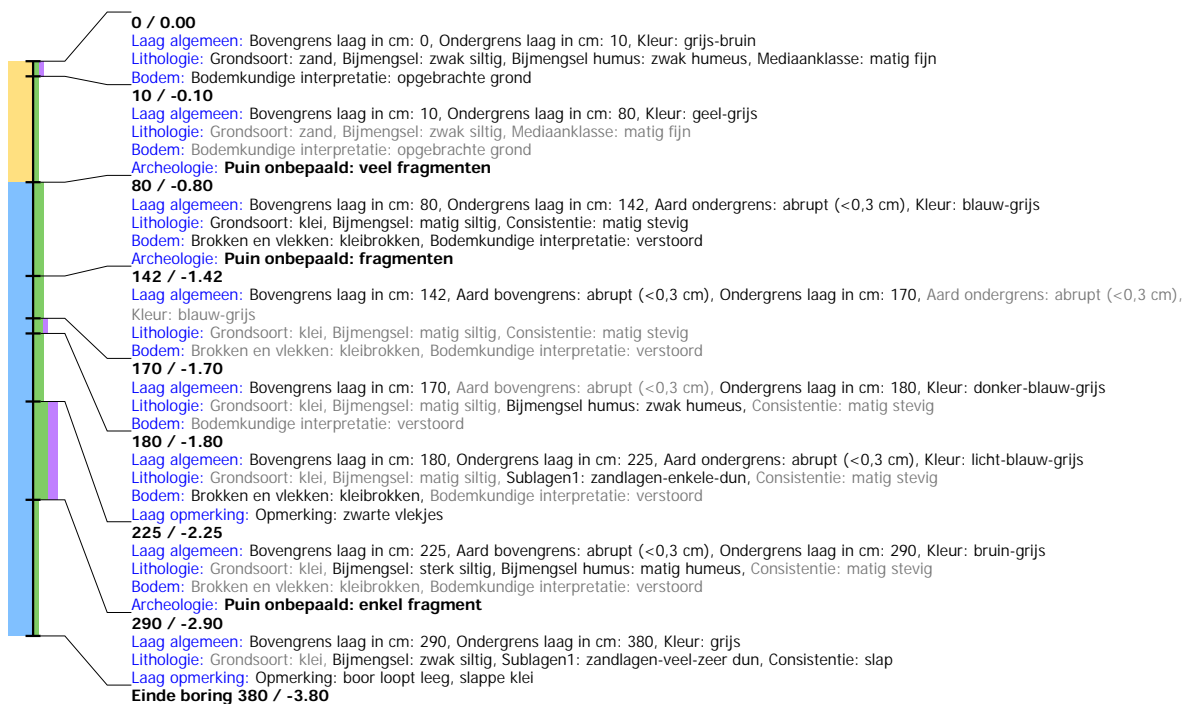 0 / 0.00
Laag algemeen: Bovengrens laag in cm: 0, Ondergrens laag in cm: 10, Kleur: grijs-bruin
Lithologie: Grondsoort: zand, Bijmengsel: zwak siltig, Bijmengsel humus: zwak humeus, Mediaanklasse: matig fijn
Bodem: Bodemkundige interpretatie: opgebrachte grond
10 / -0.10
Laag algemeen: Bovengrens laag in cm: 10, Ondergrens laag in cm: 80, Kleur: geel-grijs
Lithologie: Grondsoort: zand, Bijmengsel: zwak siltig, Mediaanklasse: matig fijn
Bodem: Bodemkundige interpretatie: opgebrachte grond
Archeologie: Puin onbepaald: veel fragmenten
80 / -0.80
Laag algemeen: Bovengrens laag in cm: 80, Ondergrens laag in cm: 142, Aard ondergrens: abrupt (<0,3 cm), Kleur: blauw-grijs
Lithologie: Grondsoort: klei, Bijmengsel: matig siltig, Consistentie: matig stevig
Bodem: Brokken en vlekken: kleibrokken, Bodemkundige interpretatie: verstoord
Archeologie: Puin onbepaald: fragmenten
142 / -1.42
Laag algemeen: Bovengrens laag in cm: 142, Aard bovengrens: abrupt (<0,3 cm), Ondergrens laag in cm: 170, Aard ondergrens: abrupt (<0,3 cm),
Kleur: blauw-grijs
Lithologie: Grondsoort: klei, Bijmengsel: matig siltig, Consistentie: matig stevig
Bodem: Brokken en vlekken: kleibrokken, Bodemkundige interpretatie: verstoord
170 / -1.70
Laag algemeen: Bovengrens laag in cm: 170, Aard bovengrens: abrupt (<0,3 cm), Ondergrens laag in cm: 180, Kleur: donker-blauw-grijs
Lithologie: Grondsoort: klei, Bijmengsel: matig siltig, Bijmengsel humus: zwak humeus, Consistentie: matig stevig
Bodem: Bodemkundige interpretatie: verstoord
180 / -1.80
Laag algemeen: Bovengrens laag in cm: 180, Ondergrens laag in cm: 225, Aard ondergrens: abrupt (<0,3 cm), Kleur: licht-blauw-grijs
Lithologie: Grondsoort: klei, Bijmengsel: matig siltig, Sublagen1: zandlagen-enkele-dun, Consistentie: matig stevig
Bodem: Brokken en vlekken: kleibrokken, Bodemkundige interpretatie: verstoord
Laag opmerking: Opmerking: zwarte vlekjes
225 / -2.25
Laag algemeen: Bovengrens laag in cm: 225, Aard bovengrens: abrupt (<0,3 cm), Ondergrens laag in cm: 290, Kleur: bruin-grijs
Lithologie: Grondsoort: klei, Bijmengsel: sterk siltig, Bijmengsel humus: matig humeus, Consistentie: matig stevig
Bodem: Brokken en vlekken: kleibrokken, Bodemkundige interpretatie: verstoord
Archeologie: Puin onbepaald: enkel fragment
290 / -2.90
Laag algemeen: Bovengrens laag in cm: 290, Ondergrens laag in cm: 380, Kleur: grijs
Lithologie: Grondsoort: klei, Bijmengsel: zwak siltig, Sublagen1: zandlagen-veel-zeer dun, Consistentie: slap
Laag opmerking: Opmerking: boor loopt leeg, slappe klei
Einde boring 380 / -3.80